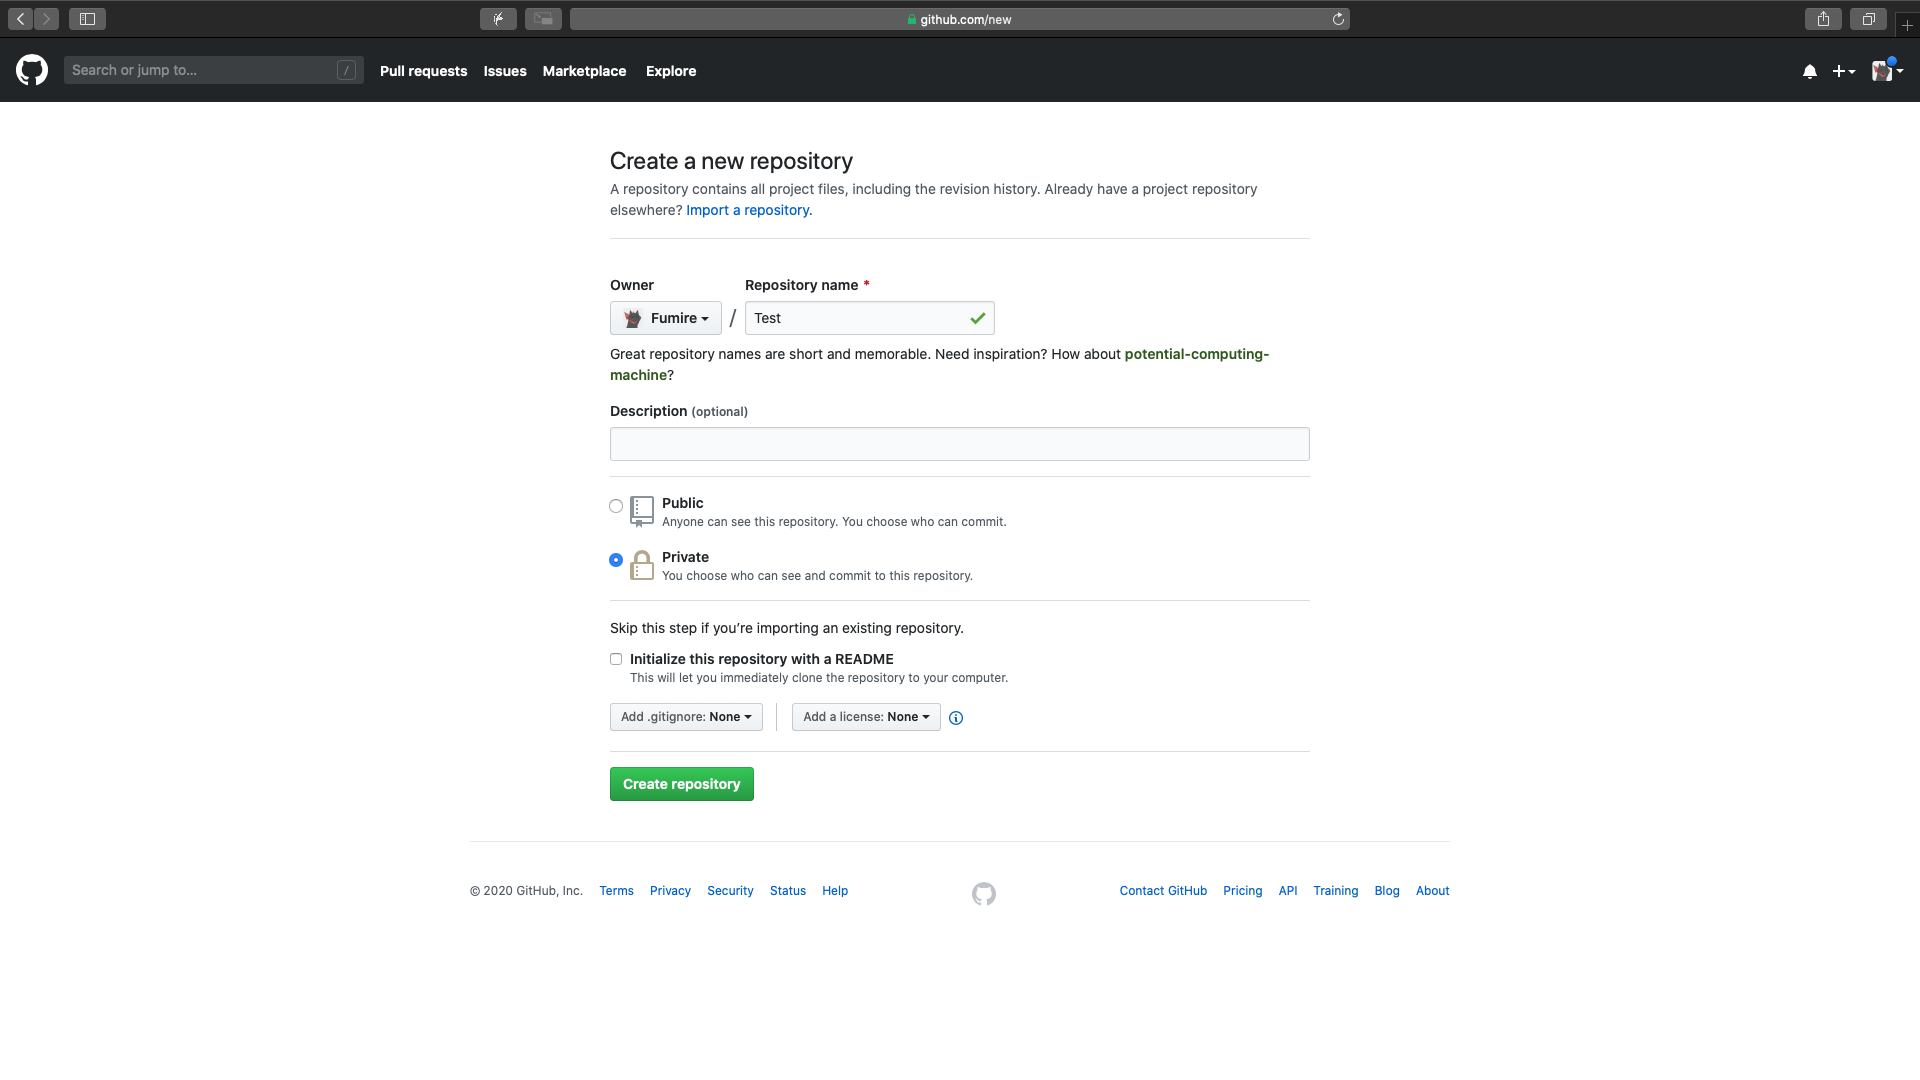 github.com/new
Search or jump to...
/
Pull requests
Issues
Marketplace
Explore
Create a new repository
A repository contains all project files, including the revision history. Already have a project repository
elsewhere? Import a repository.
Owner
Repository name *
Fumire
/
Test
Great repository names are short and memorable. Need inspiration? How about potential-computing-
machine?
Description (optional)
Public
Anyone can see this repository. You choose who can commit.
Private
You choose who can see and commit to this repository.
Skip this step if you’re importing an existing repository.
Initialize this repository with a README
This will let you immediately clone the repository to your computer.
Add .gitignore: None
Add a license: None
Create repository
© 2020 GitHub, Inc.
Terms
Privacy
Security
Status
Help
Contact GitHub
Pricing
API
Training
Blog
About